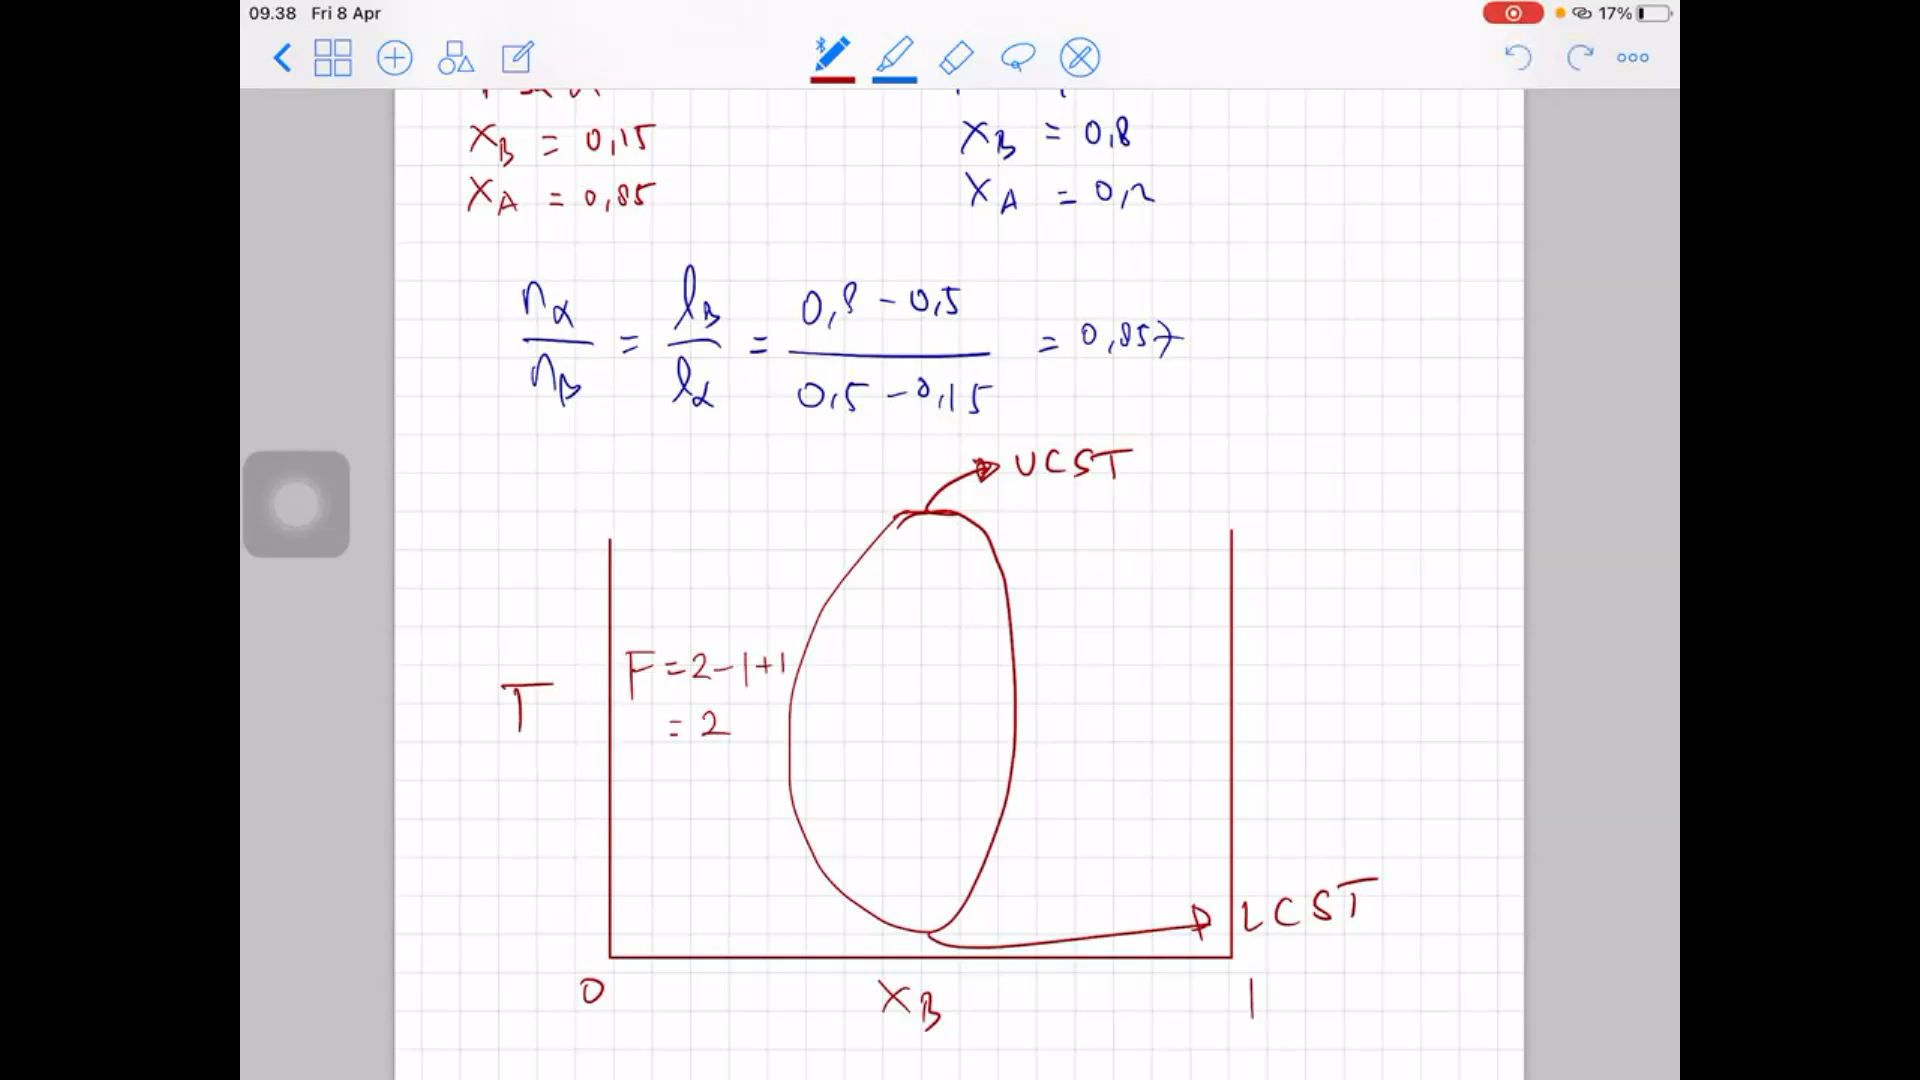 09.38 Fri 8 Apr
17%
X_B = 0,15
X_A = 0,85
X_B = 0,8
X_A = 0,2
n_α / n_β = l_β / l_α = 0,8 - 0,5 / 0,5 - 0,15 = 0,857
UCST
F = 2 - 1 + 1
= 2
T
LCST
0
X_B
1